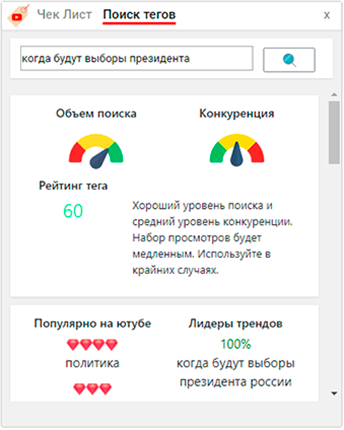 Чек Лист Поиск тегов x
когда будут выборы президента
Объем поиска Конкуренция
Рейтинг тега
60
Хороший уровень поиска и
средний уровень конкуренции.
Набор просмотров будет
медленным. Используйте в
крайних случаях.
Популярно на ютубе Лидеры трендов
100%
политика когда будут выборы
президента россии